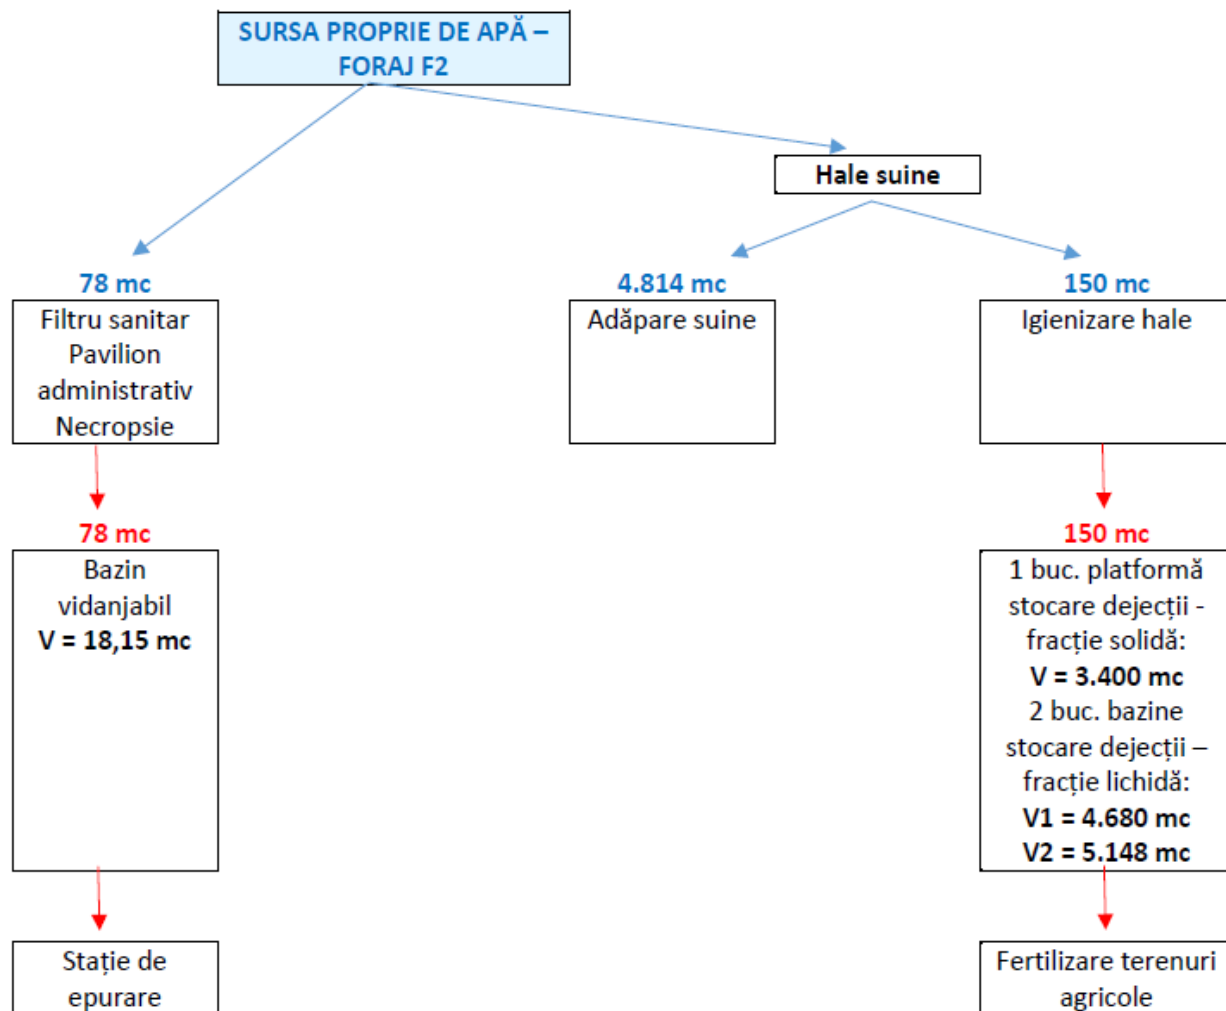 SURSA PROPRIE DE APĂ –
FORAJ F2
Hale suine
78 mc
Filtru sanitar
Pavilion
administrativ
Necropsie
4.814 mc
Adăpare suine
150 mc
Igienizare hale
78 mc
Bazin
vidanjabil
V = 18,15 mc
150 mc
1 buc. platformă
stocare dejecții -
fracție solidă:
V = 3.400 mc
2 buc. bazine
stocare dejecții –
fracție lichidă:
V1 = 4.680 mc
V2 = 5.148 mc
Stație de
epurare
Fertilizare terenuri
agricole